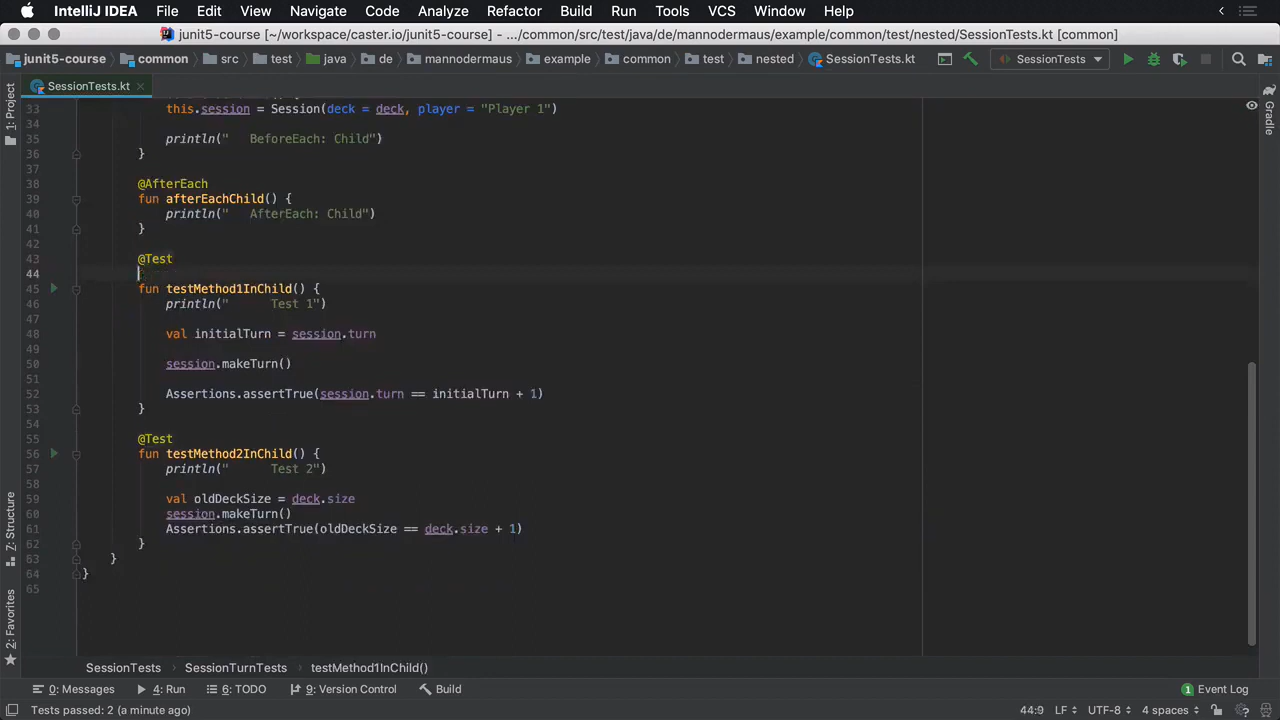 IntelliJ IDEA File Edit View Navigate Code Analyze Refactor Build Run Tools VCS Window Help
junit5-course [~/workspace/caster.io/junit5-course] - .../common/src/test/java/de/mannodermaus/example/common/test/nested/SessionTests.kt [common]
junit5-course common src test java de mannodermaus example common test nested SessionTests.kt SessionTests
SessionTests.kt
1: Project
Gradle
33 this.session = Session(deck = deck, player = "Player 1")
34
35 println("   BeforeEach: Child")
36 }
37
38 @AfterEach
39 fun afterEachChild() {
40 println("   AfterEach: Child")
41 }
42
43 @Test
44
45 fun testMethod1InChild() {
46 println("      Test 1")
47
48 val initialTurn = session.turn
49
50 session.makeTurn()
51
52 Assertions.assertTrue(session.turn == initialTurn + 1)
53 }
54
55 @Test
56 fun testMethod2InChild() {
57 println("      Test 2")
58
59 val oldDeckSize = deck.size
60 session.makeTurn()
61 Assertions.assertTrue(oldDeckSize == deck.size + 1)
62 }
63 }
64 }
65
Z: Structure
2: Favorites
SessionTests SessionTurnTests testMethod1InChild()
0: Messages 4: Run 6: TODO 9: Version Control Build 1 Event Log
Tests passed: 2 (a minute ago) 44:9 LF UTF-8 4 spaces